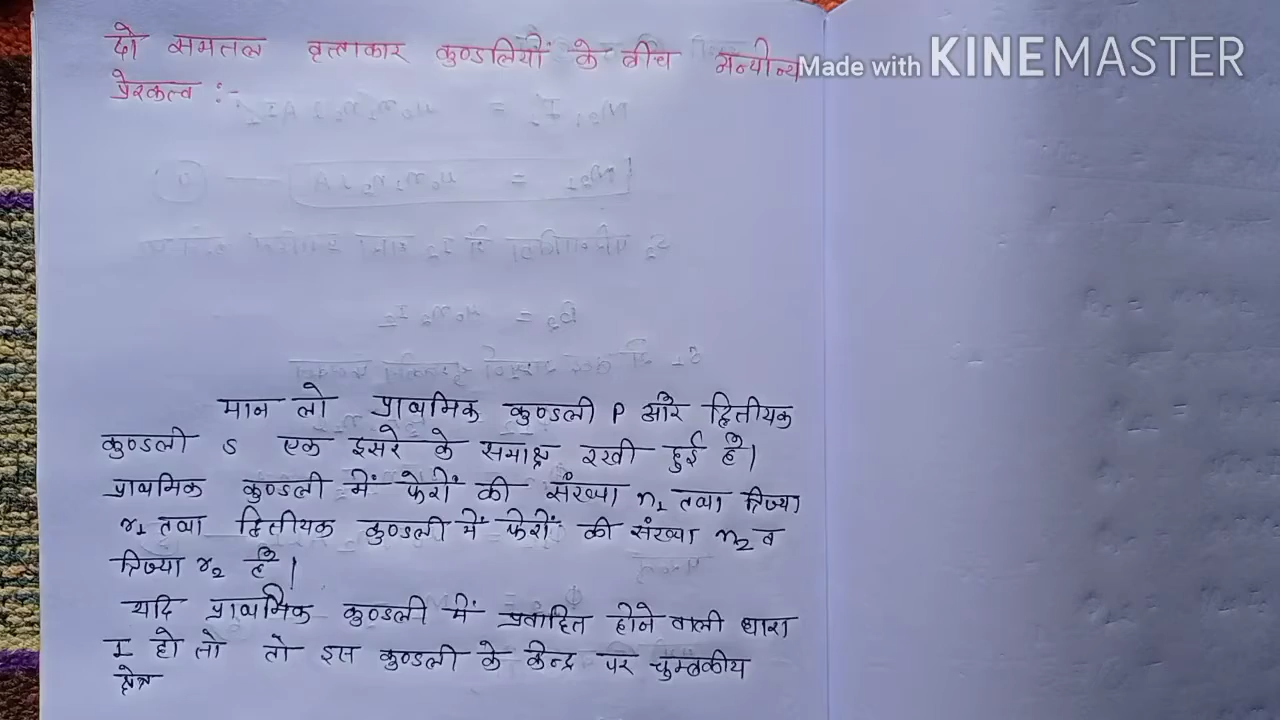 दो समतल वृत्ताकार कुण्डलियों के बीच अन्योन्य
Made with KINEMASTER
प्रेरकत्व :-
मान लो प्राथमिक कुण्डली P और द्वितीयक
कुण्डली S एक दूसरे के समाक्ष रखी हुई है।
प्राथमिक कुण्डली में फेरों की संख्या n₁ तथा त्रिज्या
r₁ तथा द्वितीयक कुण्डली में फेरों की संख्या n₂ व
त्रिज्या r₂ है।
यदि प्राथमिक कुण्डली में प्रवाहित होने वाली धारा
I हो तो तो इस कुण्डली के केन्द्र पर चुम्बकीय
क्षेत्र